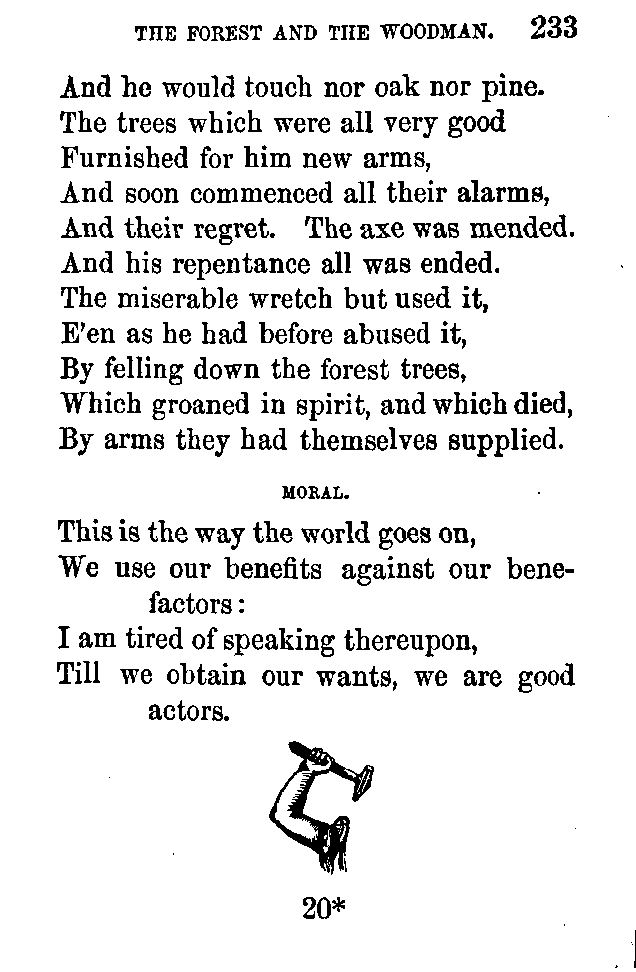 THE FOREST AND THE WOODMAN. 233
And he would touch nor oak nor pine.
The trees which were all very good
Furnished for him new arms,
And soon commenced all their alarms,
And their regret. The axe was mended.
And his repentance all was ended.
The miserable wretch but used it,
E'en as he had before abused it,
By felling down the forest trees,
Which groaned in spirit, and which died,
By arms they had themselves supplied.
MORAL.
This is the way the world goes on,
We use our benefits against our bene-
factors:
I am tired of speaking thereupon,
Till we obtain our wants, we are good
actors.
20*